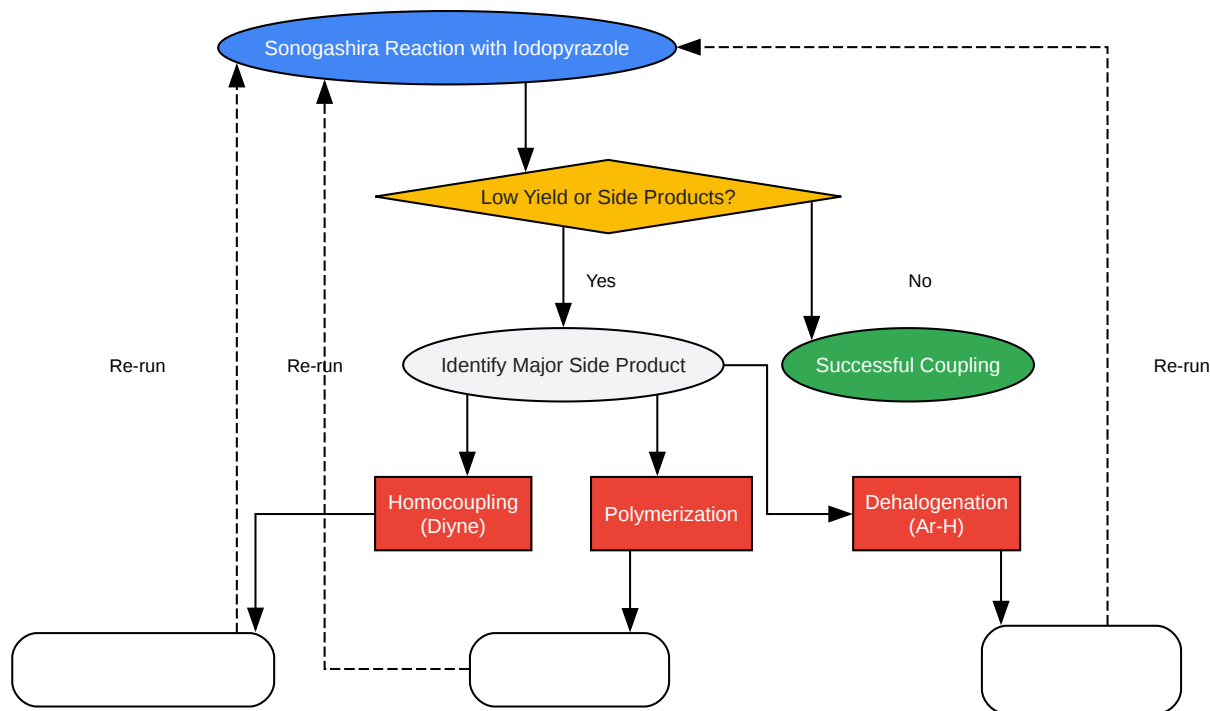 Sonogashira Reaction with Iodopyrazole
Low Yield or Side Products?
Yes
No
Re-run
Re-run
Identify Major Side Product
Successful Coupling
Re-run
Homocoupling
(Diyne)
Polymerization
Dehalogenation
(Ar-H)